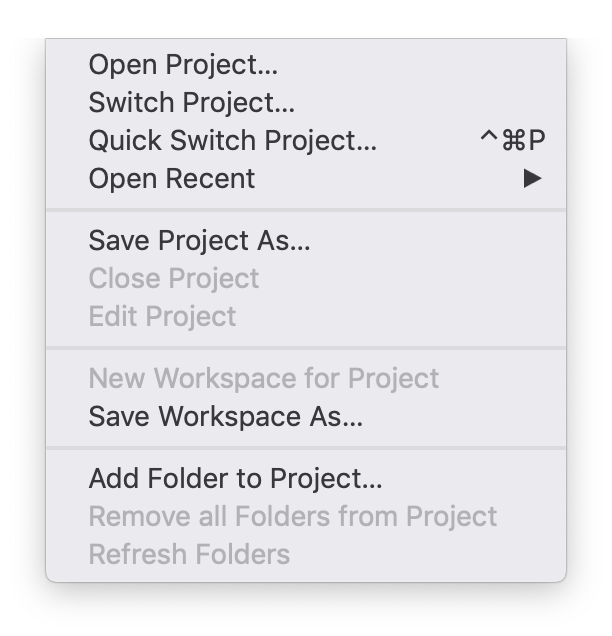 Open Project...
Switch Project...
Quick Switch Project... ^⌘P
Open Recent ▶
Save Project As...
Close Project
Edit Project
New Workspace for Project
Save Workspace As...
Add Folder to Project...
Remove all Folders from Project
Refresh Folders